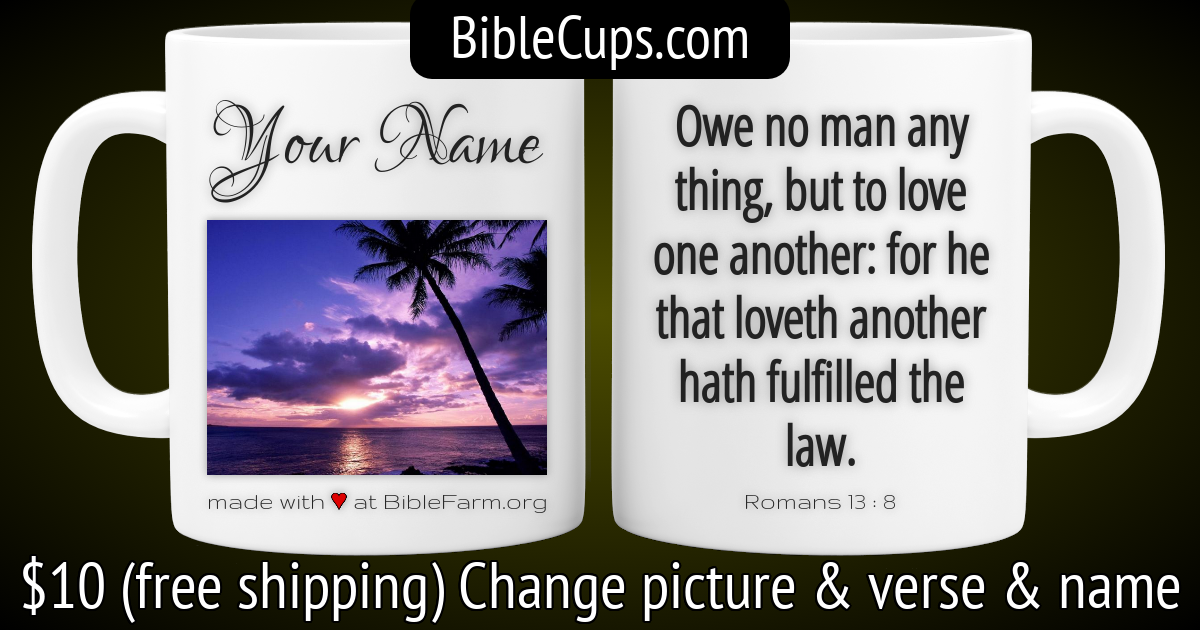 BibleCups.com
Your Name
made with ♥ at BibleFarm.org
Owe no man any
thing, but to love
one another: for he
that loveth another
hath fulfilled the
law.
Romans 13 : 8
$10 (free shipping) Change picture & verse & name